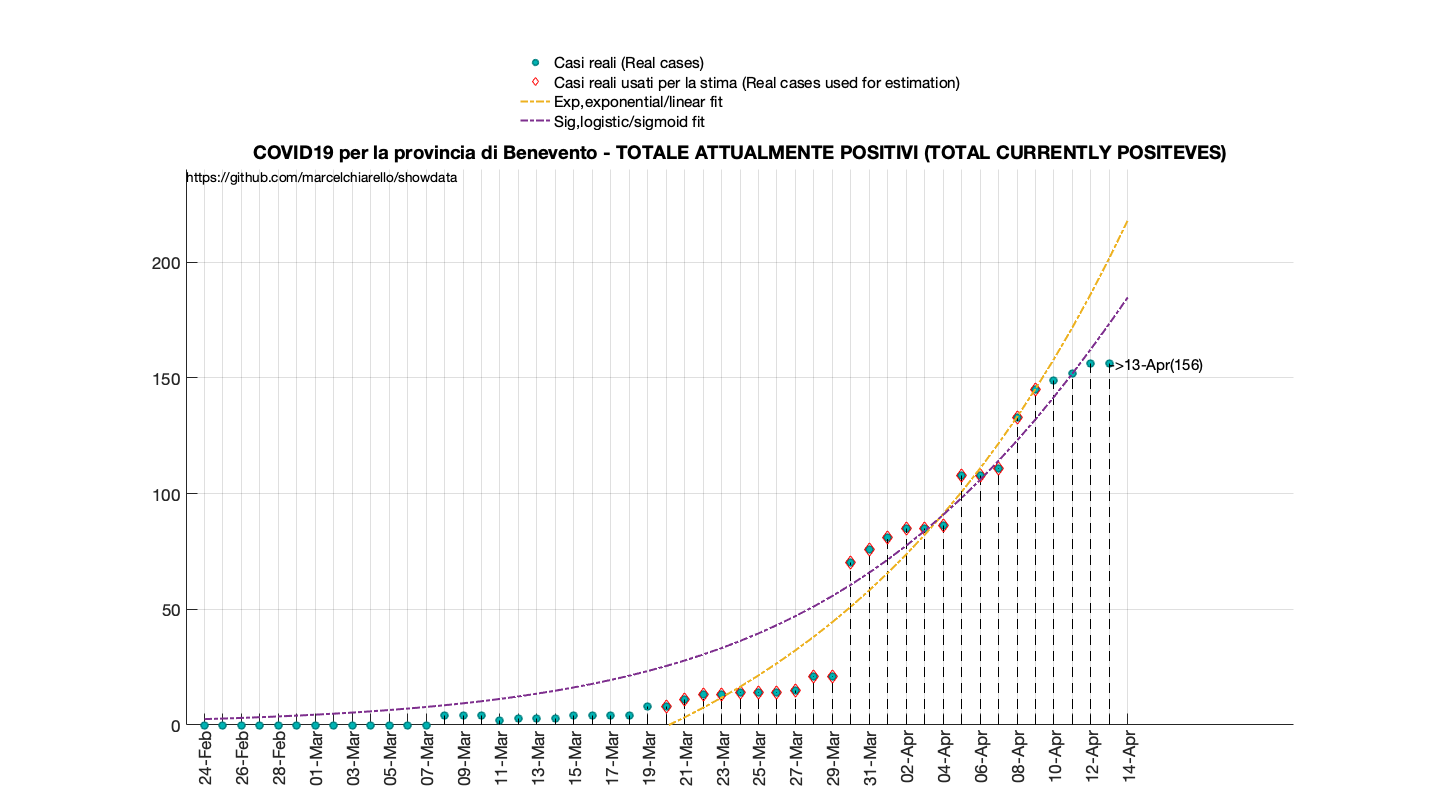 Casi reali (Real cases)
Casi reali usati per la stima (Real cases used for estimation)
Exp,exponential/linear fit
Sig,logistic/sigmoid fit
COVID19 per la provincia di Benevento - TOTALE ATTUALMENTE POSITIVI (TOTAL CURRENTLY POSITEVES)
https://github.com/marcelchiarello/showdata
200
150
>13-Apr(156)
100
50
0
24-Feb
26-Feb
28-Feb
01-Mar
03-Mar
05-Mar
07-Mar
09-Mar
11-Mar
13-Mar
15-Mar
17-Mar
19-Mar
21-Mar
23-Mar
25-Mar
27-Mar
29-Mar
31-Mar
02-Apr
04-Apr
06-Apr
08-Apr
10-Apr
12-Apr
14-Apr